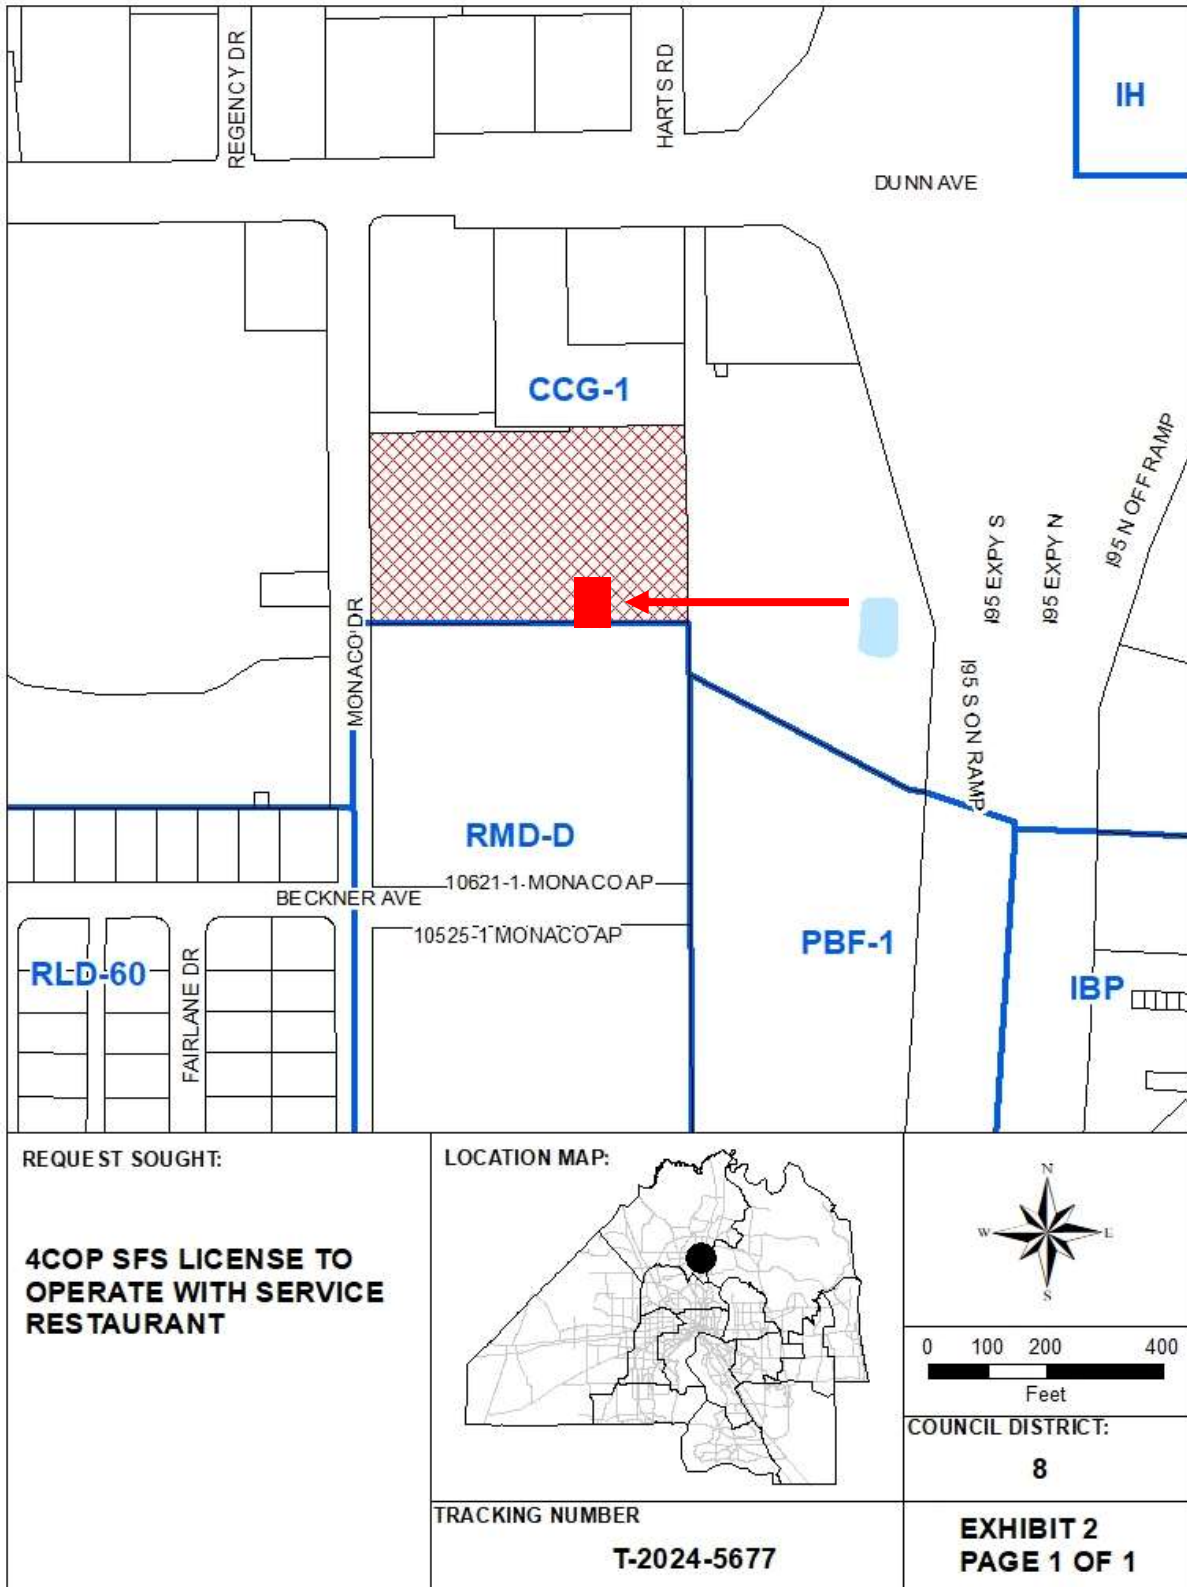 REGENCY DR
HARTS RD
IH
DUNN AVE
CCG-1
I95 N OFF RAMP
I95 EXPY S
I95 EXPY N
MONACO DR
I95 S ON RAMP
RMD-D
10621-1 MONACO AP
BECKNER AVE
10525-1 MONACO AP
PBF-1
RLD-60
FAIRLANE DR
IBP
REQUEST SOUGHT:
4COP SFS LICENSE TO
OPERATE WITH SERVICE
RESTAURANT
LOCATION MAP:
N
W
E
S
0 100 200 400
Feet
COUNCIL DISTRICT:
8
TRACKING NUMBER
T-2024-5677
EXHIBIT 2
PAGE 1 OF 1